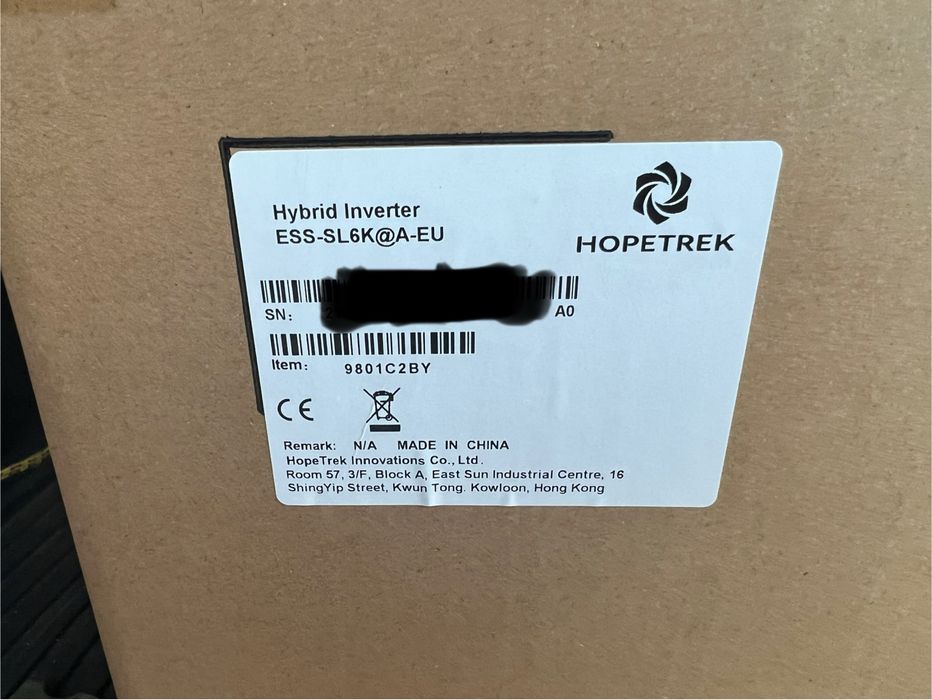 Hybrid Inverter
ESS-SL6K@A-EU
HOPETREK
SN: A0
Item: 9801C2BY
CE
Remark: N/A MADE IN CHINA
HopeTrek Innovations Co., Ltd.
Room 57, 3/F, Block A, East Sun Industrial Centre, 16
ShingYip Street, Kwun Tong. Kowloon, Hong Kong